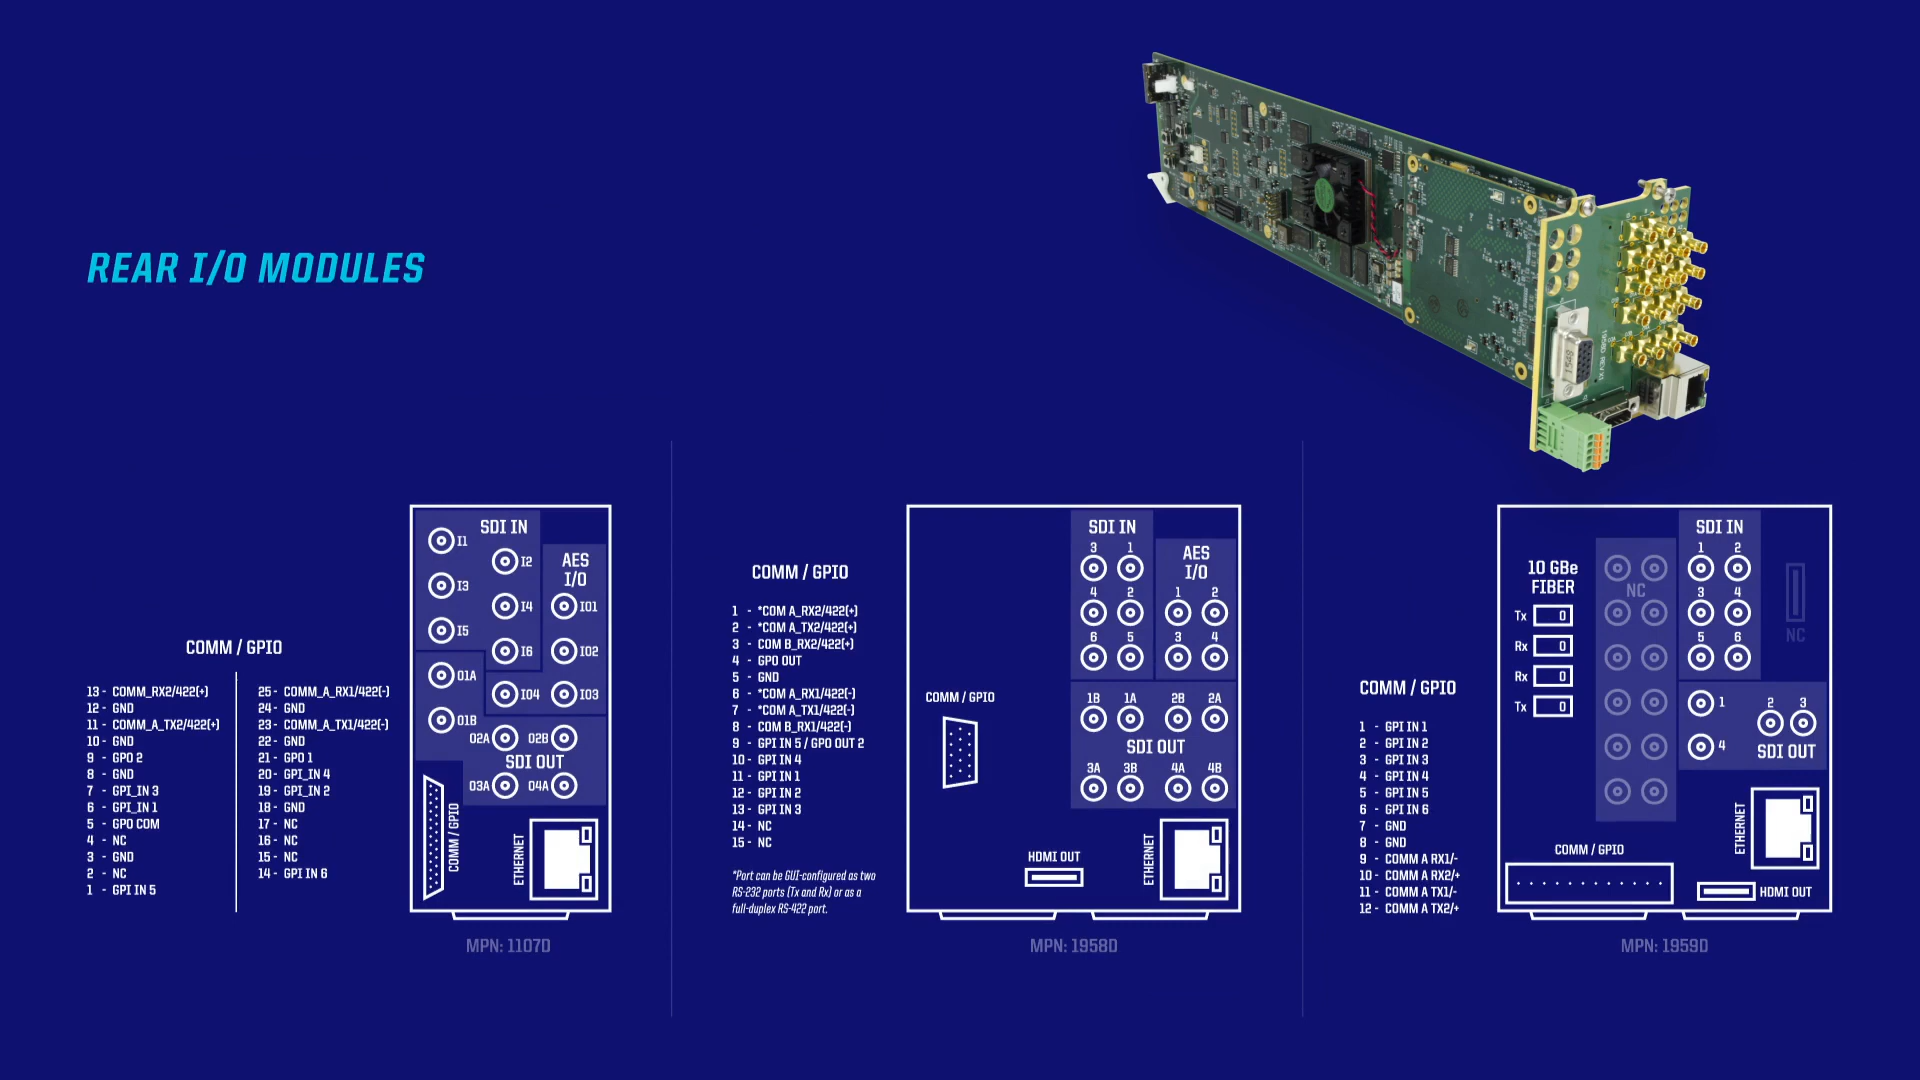 REAR I/O MODULES
COMM / GPIO
13 - COMM_RX2/422(+)
12 - GND
11 - COMM_A_TX2/422(+)
10 - GND
9 - GPO 2
8 - GND
7 - GPI_IN 3
6 - GPI_IN 1
5 - GPO COM
4 - NC
3 - GND
2 - NC
1 - GPI IN 5
25 - COMM_A_RX1/422(-)
24 - GND
23 - COMM_A_TX1/422(-)
22 - GND
21 - GPO 1
20 - GPI_IN 4
19 - GPI_IN 2
18 - GND
17 - NC
16 - NC
15 - NC
14 - GPI IN 6
SDI IN
I1
I2
I3
I4
I5
I6
AES
I/O
IO1
IO2
IO4
IO3
O1A
O1B
O2A
O2B
SDI OUT
O3A
O4A
COMM / GPIO
ETHERNET
MPN: 1107D
COMM / GPIO
1 - *COM A_RX2/422(+)
2 - *COM A_TX2/422(+)
3 - COM B_RX2/422(+)
4 - GPO OUT
5 - GND
6 - *COM A_RX1/422(-)
7 - *COM A_TX1/422(-)
8 - COM B_RX1/422(-)
9 - GPI IN 5 / GPO OUT 2
10 - GPI IN 4
11 - GPI IN 1
12 - GPI IN 2
13 - GPI IN 3
14 - NC
15 - NC
*Port can be GUI-configured as two
RS-232 ports (Tx and Rx) or as a
full-duplex RS-422 port.
SDI IN
3 1
4 2
6 5
AES
I/O
1 2
3 4
COMM / GPIO
1B 1A 2B 2A
SDI OUT
3A 3B 4A 4B
HDMI OUT
ETHERNET
MPN: 1958D
COMM / GPIO
1 - GPI IN 1
2 - GPI IN 2
3 - GPI IN 3
4 - GPI IN 4
5 - GPI IN 5
6 - GPI IN 6
7 - GND
8 - GND
9 - COMM A RX1/-
10 - COMM A RX2/+
11 - COMM A TX1/-
12 - COMM A TX2/+
10 GBe
FIBER
Tx 0
Rx 0
Rx 0
Tx 0
NC
SDI IN
1 2
3 4
5 6
NC
1
2 3
4
SDI OUT
ETHERNET
COMM / GPIO
HDMI OUT
MPN: 1959D